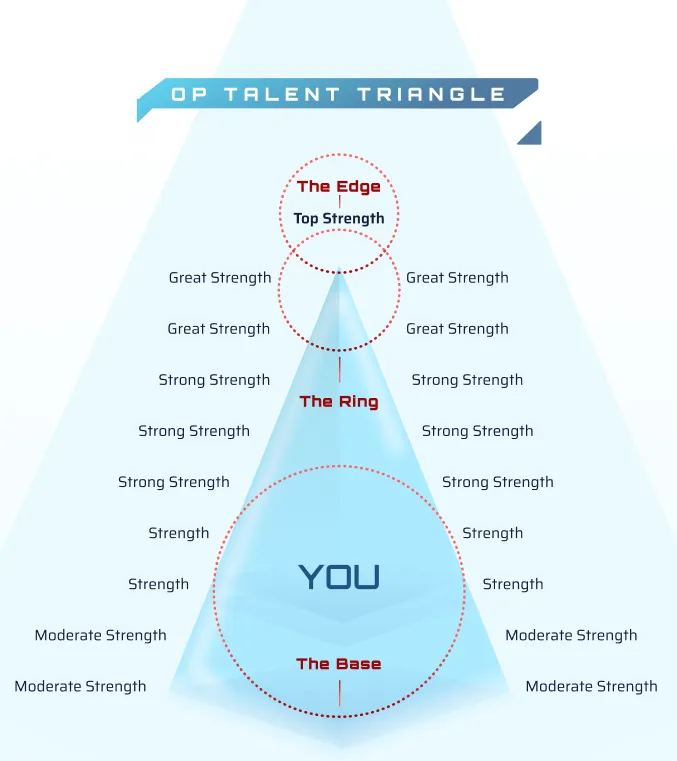 OP TALENT TRIANGLE
The Edge
Top Strength
Great Strength Great Strength
Great Strength Great Strength
Strong Strength Strong Strength
The Ring
Strong Strength Strong Strength
Strong Strength Strong Strength
Strength Strength
YOU
Strength Strength
Moderate Strength Moderate Strength
The Base
Moderate Strength Moderate Strength